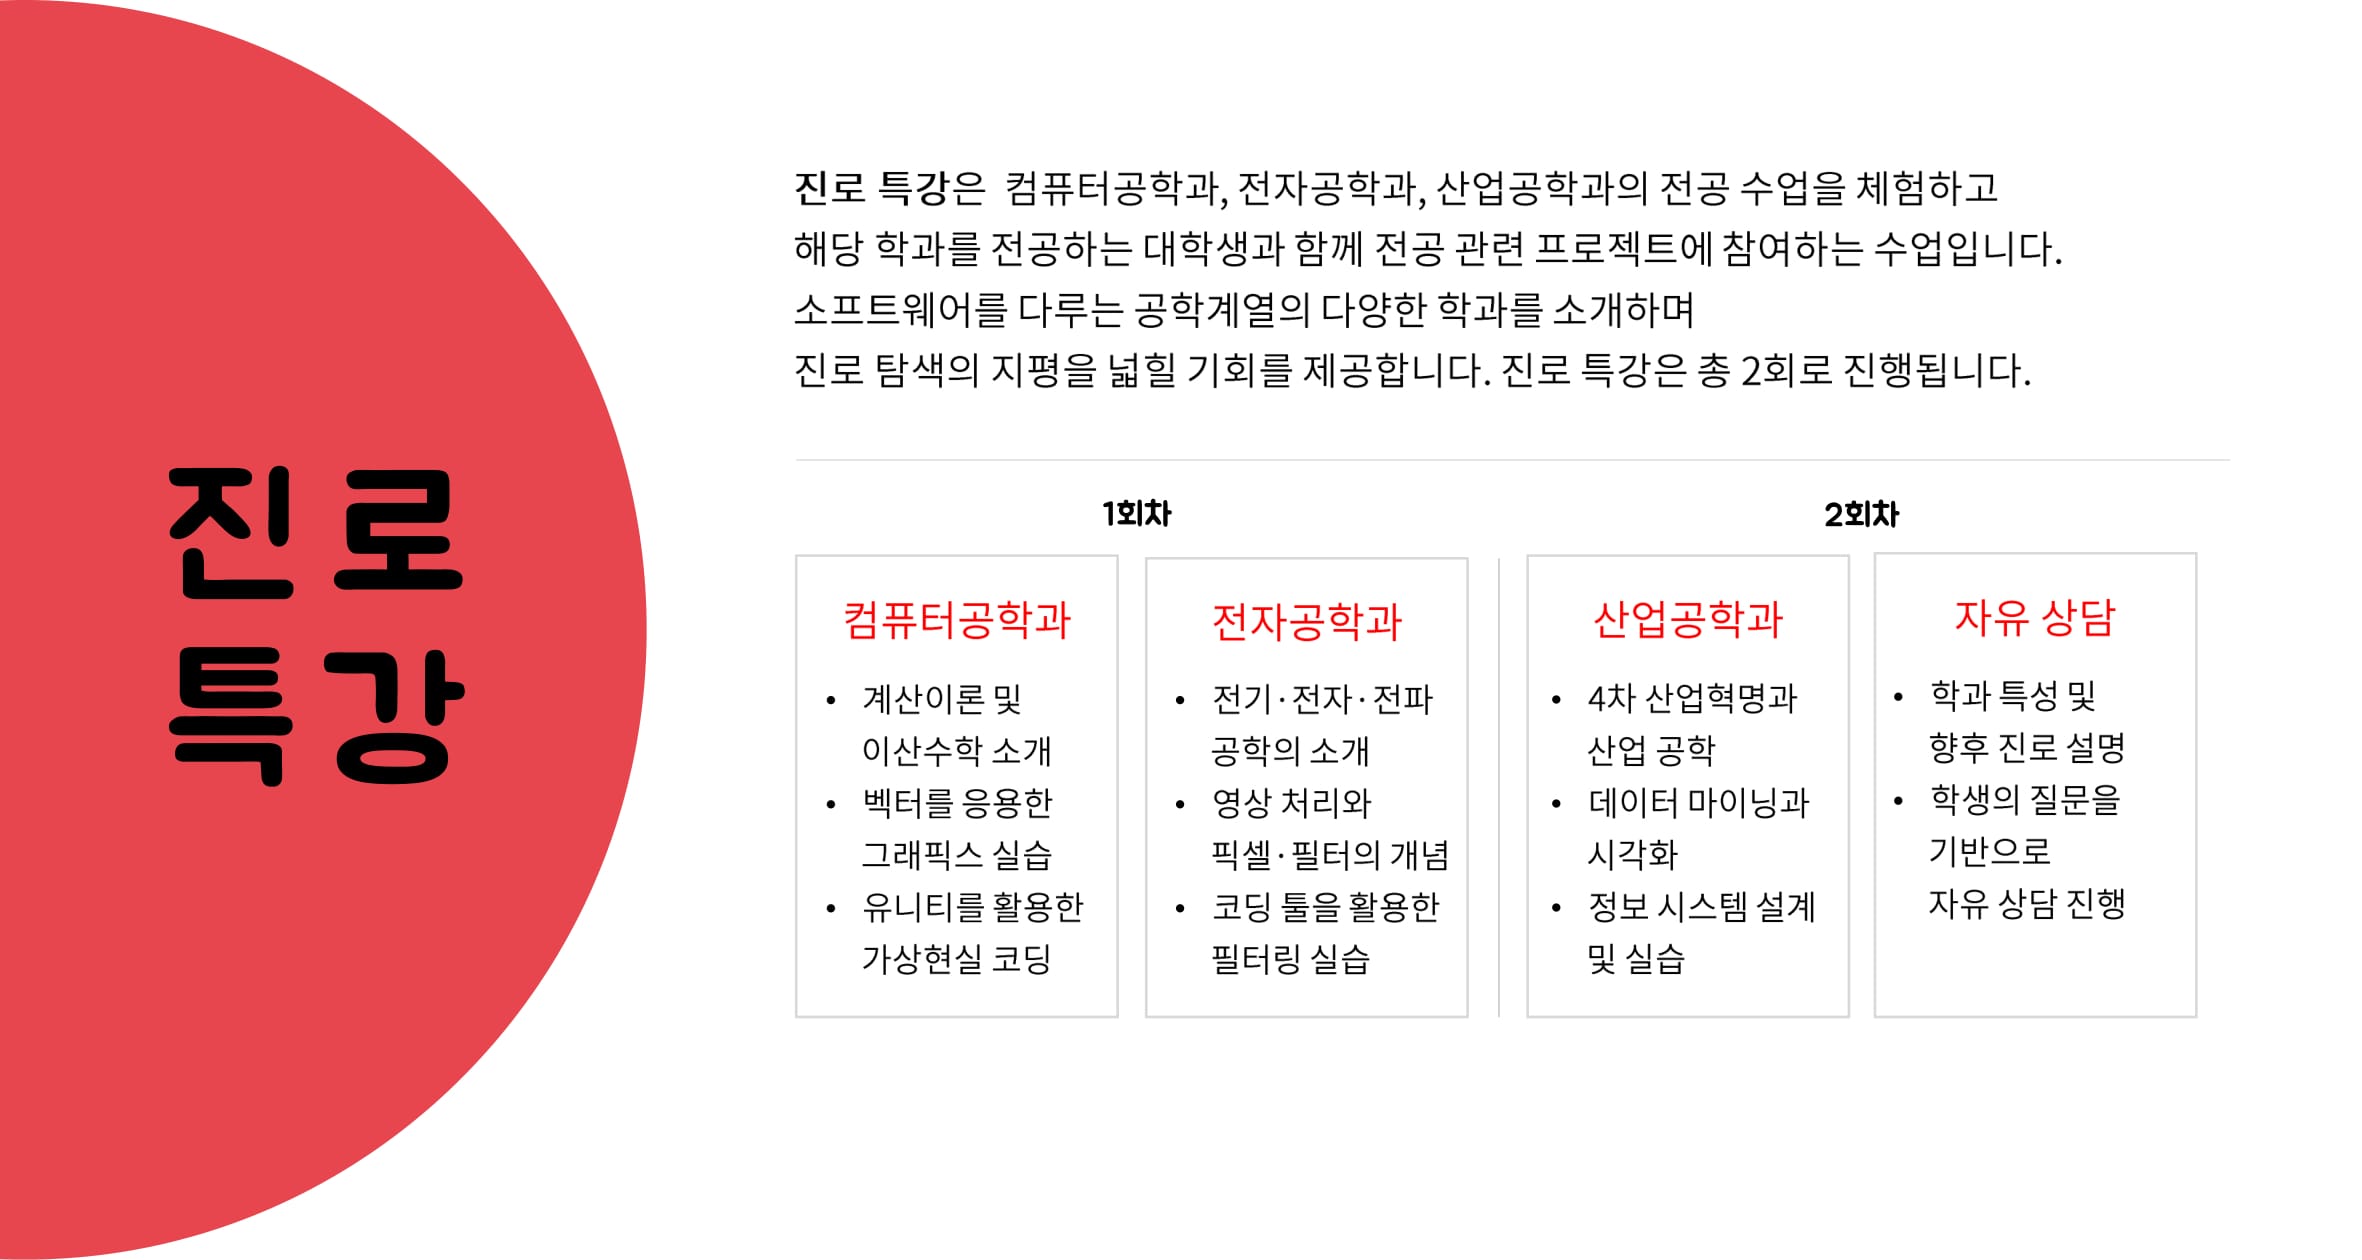 진로
특강
진로 특강은 컴퓨터공학과, 전자공학과, 산업공학과의 전공 수업을 체험하고
해당 학과를 전공하는 대학생과 함께 전공 관련 프로젝트에 참여하는 수업입니다.
소프트웨어를 다루는 공학계열의 다양한 학과를 소개하며
진로 탐색의 지평을 넓힐 기회를 제공합니다. 진로 특강은 총 2회로 진행됩니다.
1회차
컴퓨터공학과
• 계산이론 및
이산수학 소개
• 벡터를 응용한
그래픽스 실습
• 유니티를 활용한
가상현실 코딩
전자공학과
• 전기·전자·전파
공학의 소개
• 영상 처리와
픽셀·필터의 개념
• 코딩 툴을 활용한
필터링 실습
2회차
산업공학과
• 4차 산업혁명과
산업 공학
• 데이터 마이닝과
시각화
• 정보 시스템 설계
및 실습
자유 상담
• 학과 특성 및
향후 진로 설명
• 학생의 질문을
기반으로
자유 상담 진행